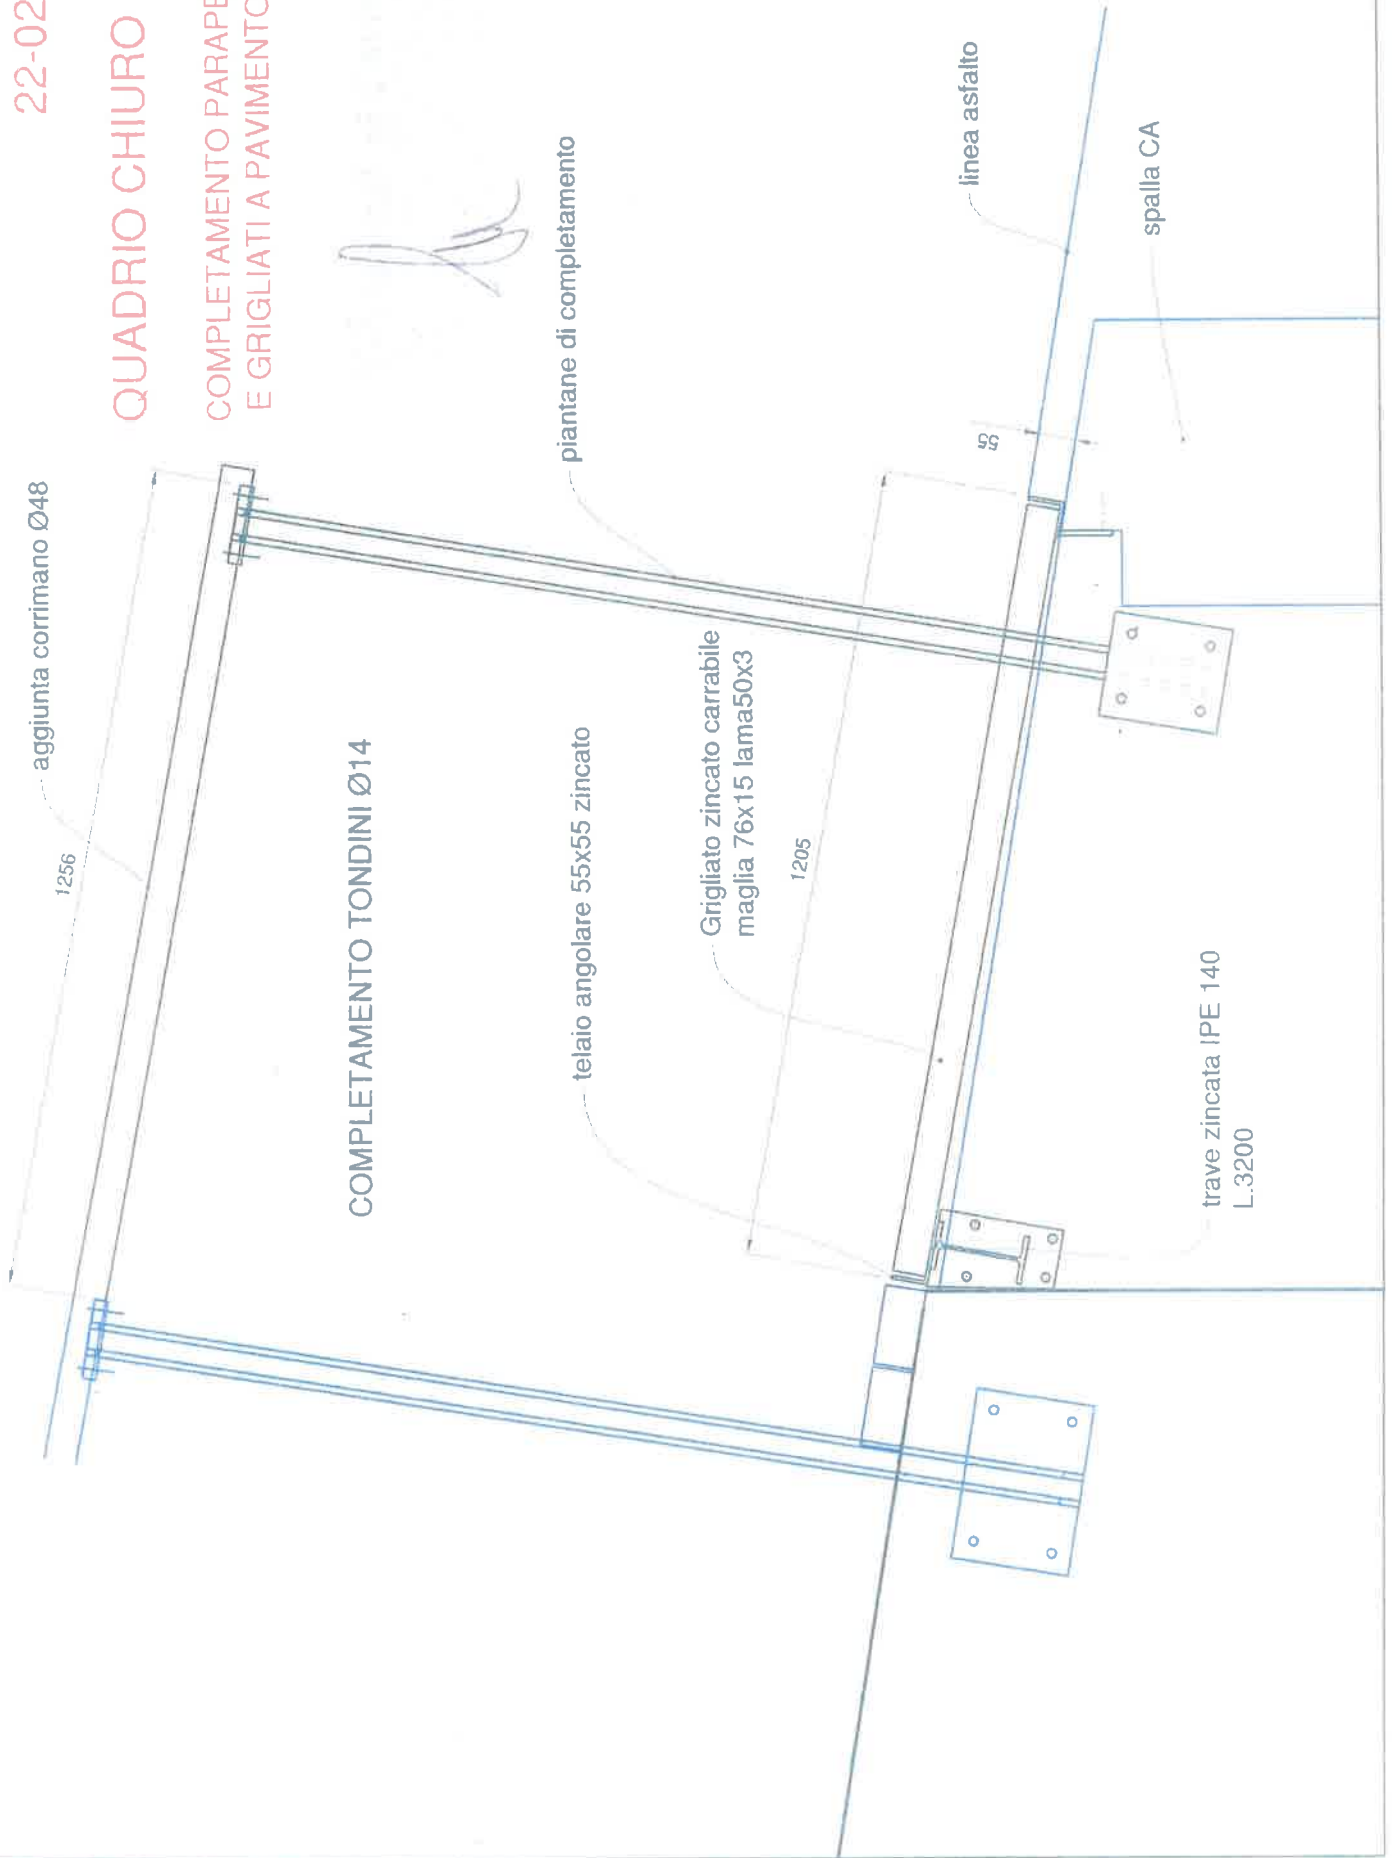 22-02
QUADRIO CHIURO
COMPLETAMENTO PARAPE
E GRIGLIATI A PAVIMENTO
aggiunta corrimano Ø48
1256
COMPLETAMENTO TONDINI Ø14
piantane di completamento
telaio angolare 55x55 zincato
Grigliato zincato carrabile
maglia 76x15 lama50x3
1205
linea asfalto
55
spalla CA
trave zincata IPE 140
L.3200